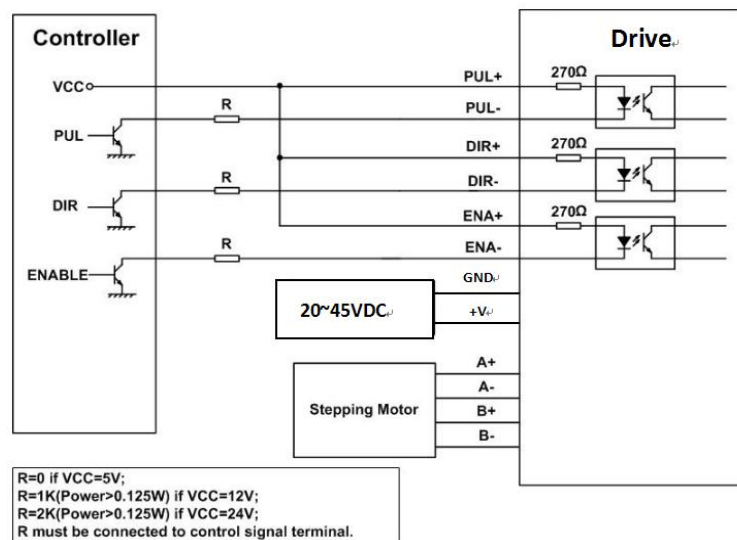 Controller
Drive
VCC
PUL+
270Ω
PUL
R
PUL-
DIR+
270Ω
DIR
R
DIR-
ENA+
270Ω
ENABLE
R
ENA-
GND
20~45VDC
+V
A+
A-
Stepping Motor
B+
B-
R=0 if VCC=5V;
R=1K(Power>0.125W) if VCC=12V;
R=2K(Power>0.125W) if VCC=24V;
R must be connected to control signal terminal.